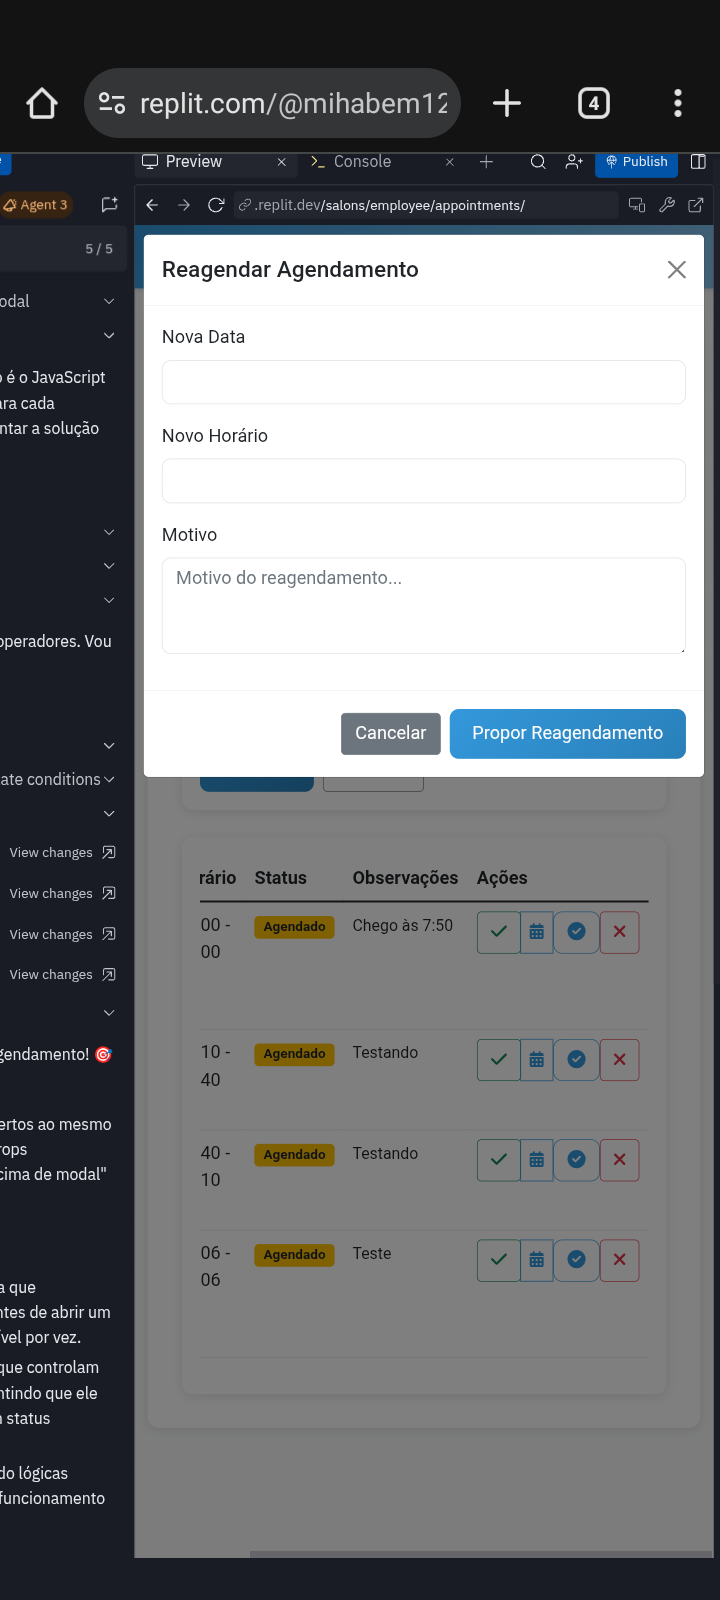 replit.com/@mihabem12
4
Preview
Console
Publish
Agent 3
.replit.dev/salons/employee/appointments/
5 / 5
Reagendar Agendamento
odal
Nova Data
o é o JavaScript
ara cada
ntar a solução
Novo Horário
Motivo
Motivo do reagendamento...
operadores. Vou
Cancelar
Propor Reagendamento
ate conditions
View changes
View changes
View changes
View changes
rário Status Observações Ações
00 -
00
Agendado
Chego às 7:50
10 -
40
Agendado
Testando
40 -
10
Agendado
Testando
06 -
06
Agendado
Teste
gendamento! 🎯
ertos ao mesmo
rops
cima de modal"
a que
ntes de abrir um
ível por vez.
que controlam
ntindo que ele
n status
do lógicas
funcionamento